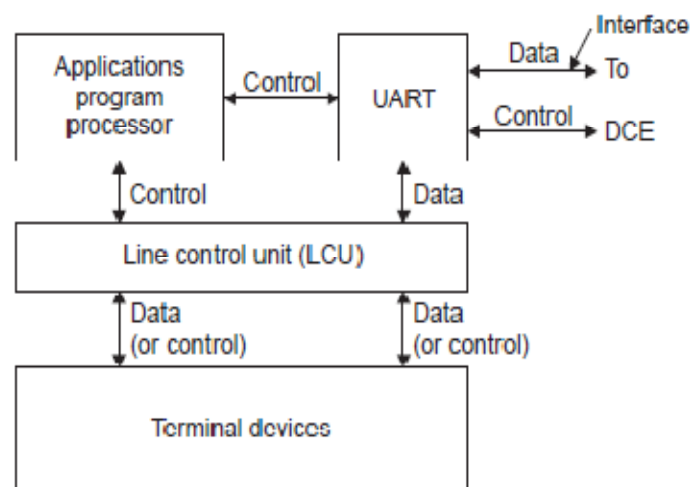 Interface
Applications
program
processor
Control
UART
Data
To
Control
DCE
Control
Data
Line control unit (LCU)
Data
(or control)
Data
(or control)
Terminal devices